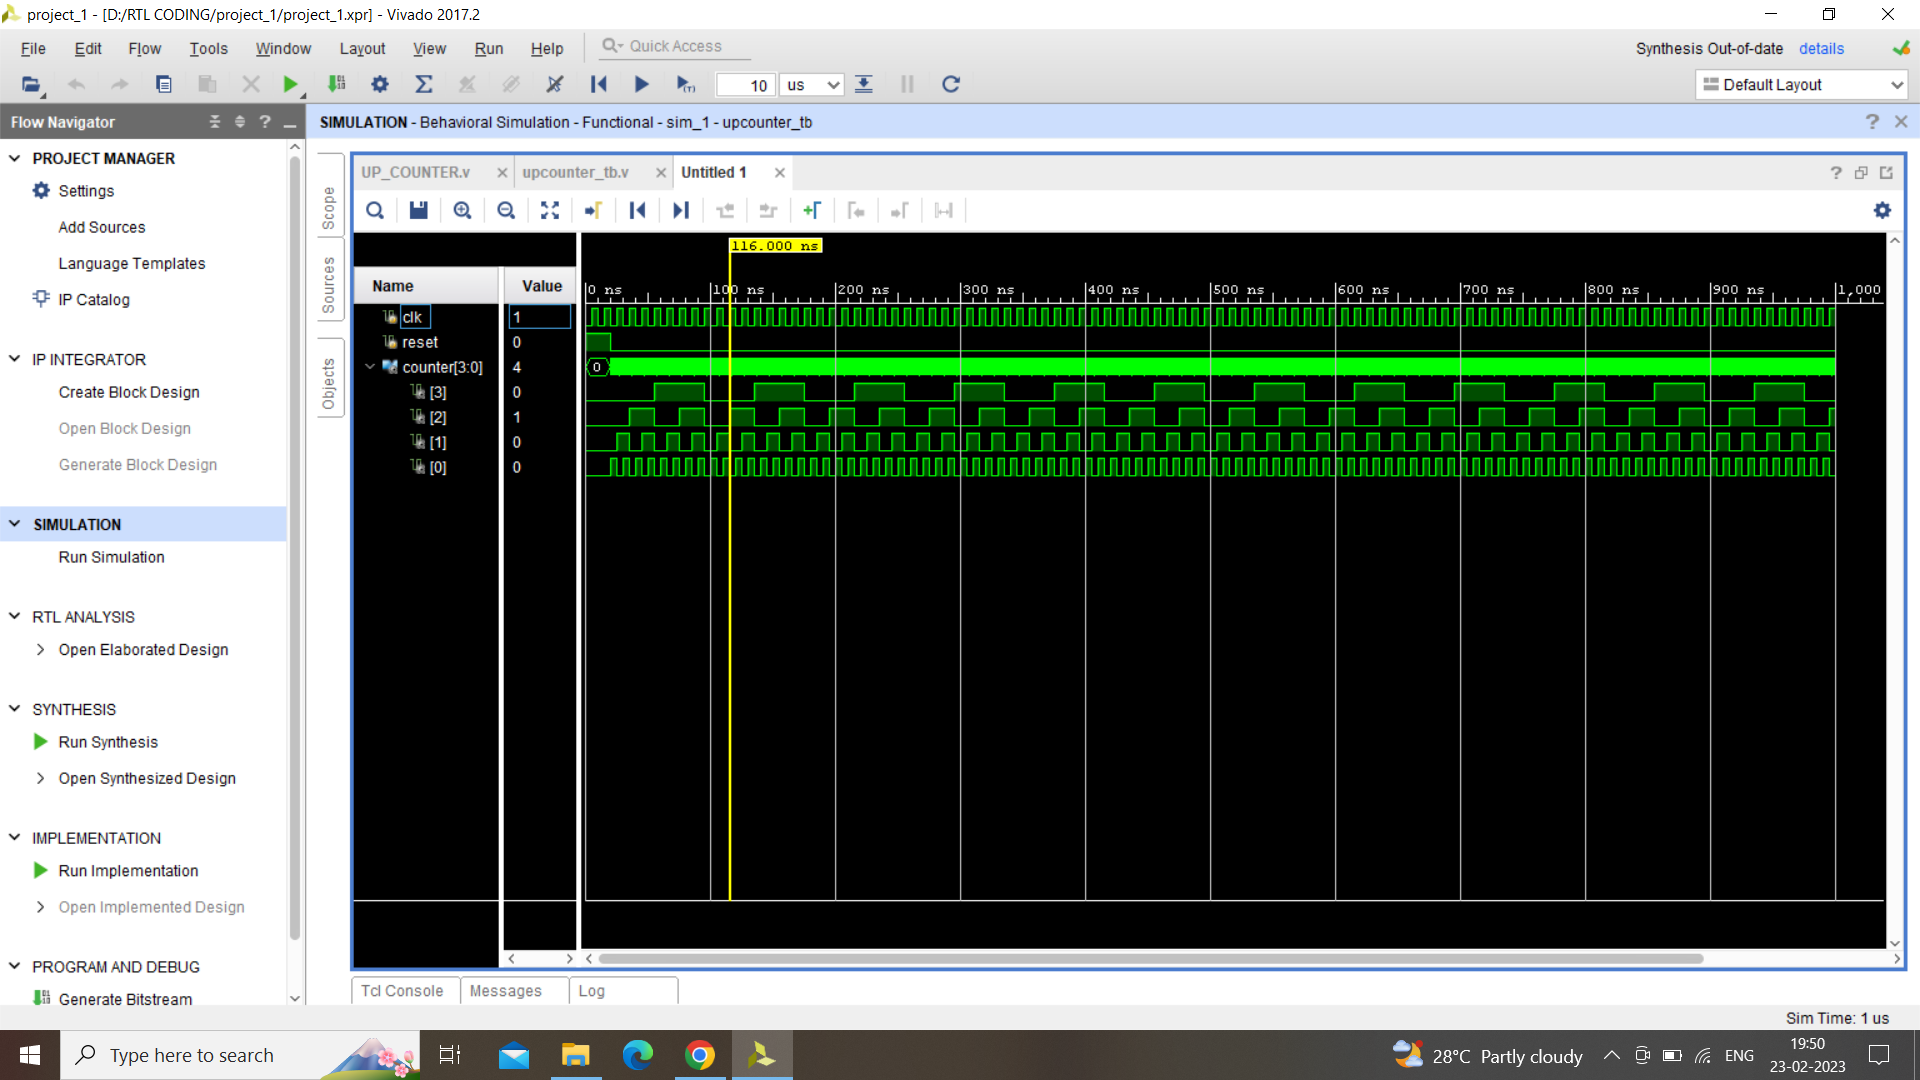 project_1 - [D:/RTL CODING/project_1/project_1.xpr] - Vivado 2017.2
File Edit Flow Tools Window Layout View Run Help Quick Access
Synthesis Out-of-date details
10 us
Default Layout
Flow Navigator
SIMULATION - Behavioral Simulation - Functional - sim_1 - upcounter_tb
PROJECT MANAGER
Settings
Add Sources
Language Templates
IP Catalog
IP INTEGRATOR
Create Block Design
Open Block Design
Generate Block Design
SIMULATION
Run Simulation
RTL ANALYSIS
Open Elaborated Design
SYNTHESIS
Run Synthesis
Open Synthesized Design
IMPLEMENTATION
Run Implementation
Open Implemented Design
PROGRAM AND DEBUG
Generate Bitstream
Scope
Sources
Objects
UP_COUNTER.v upcounter_tb.v Untitled 1
116.000 ns
Name Value
0 ns 100 ns 200 ns 300 ns 400 ns 500 ns 600 ns 700 ns 800 ns 900 ns 1,000
clk 1
reset 0
counter[3:0] 4 0
[3] 0
[2] 1
[1] 0
[0] 0
Tcl Console Messages Log
Sim Time: 1 us
Type here to search
28°C Partly cloudy
ENG
19:50
23-02-2023